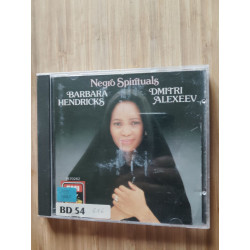 Negro Spirituals
BARBARA HENDRICKS
DMITRI ALEXEEV
BD 54